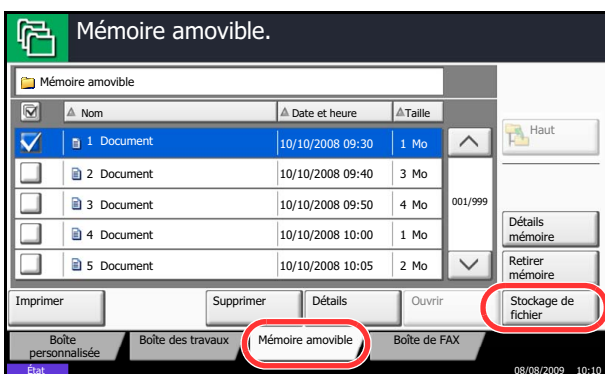 Mémoire amovible.
Mémoire amovible
Nom Date et heure Taille
1 Document 10/10/2008 09:30 1 Mo
2 Document 10/10/2008 09:40 3 Mo
3 Document 10/10/2008 09:50 4 Mo
4 Document 10/10/2008 10:00 1 Mo
5 Document 10/10/2008 10:05 2 Mo
001/999
Haut
Détails
mémoire
Retirer
mémoire
Imprimer Supprimer Détails Ouvrir
Stockage de
fichier
Boîte
personnalisée
Boîte des travaux
Mémoire amovible
Boîte de FAX
État
08/08/2009 10:10